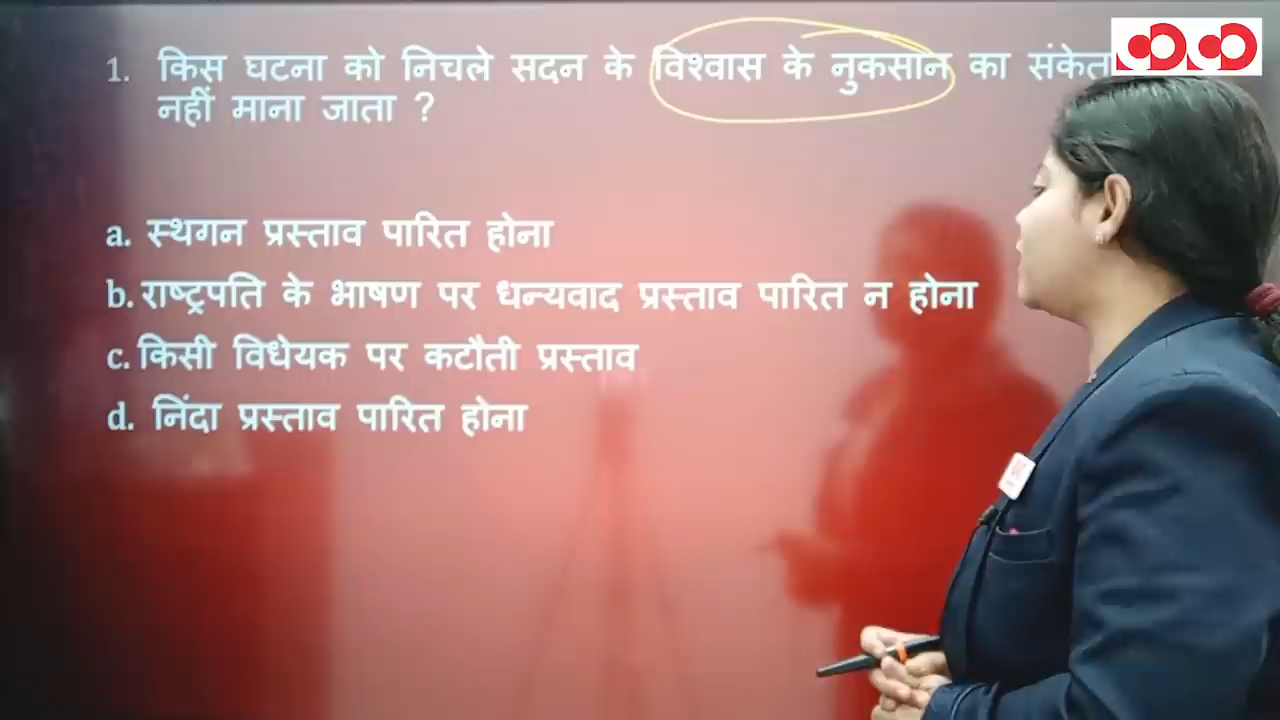 1. किस घटना को निचले सदन के विश्वास के नुकसान का संकेत
नहीं माना जाता ?
a. स्थगन प्रस्ताव पारित होना
b. राष्ट्रपति के भाषण पर धन्यवाद प्रस्ताव पारित न होना
c. किसी विधेयक पर कटौती प्रस्ताव
d. निंदा प्रस्ताव पारित होना